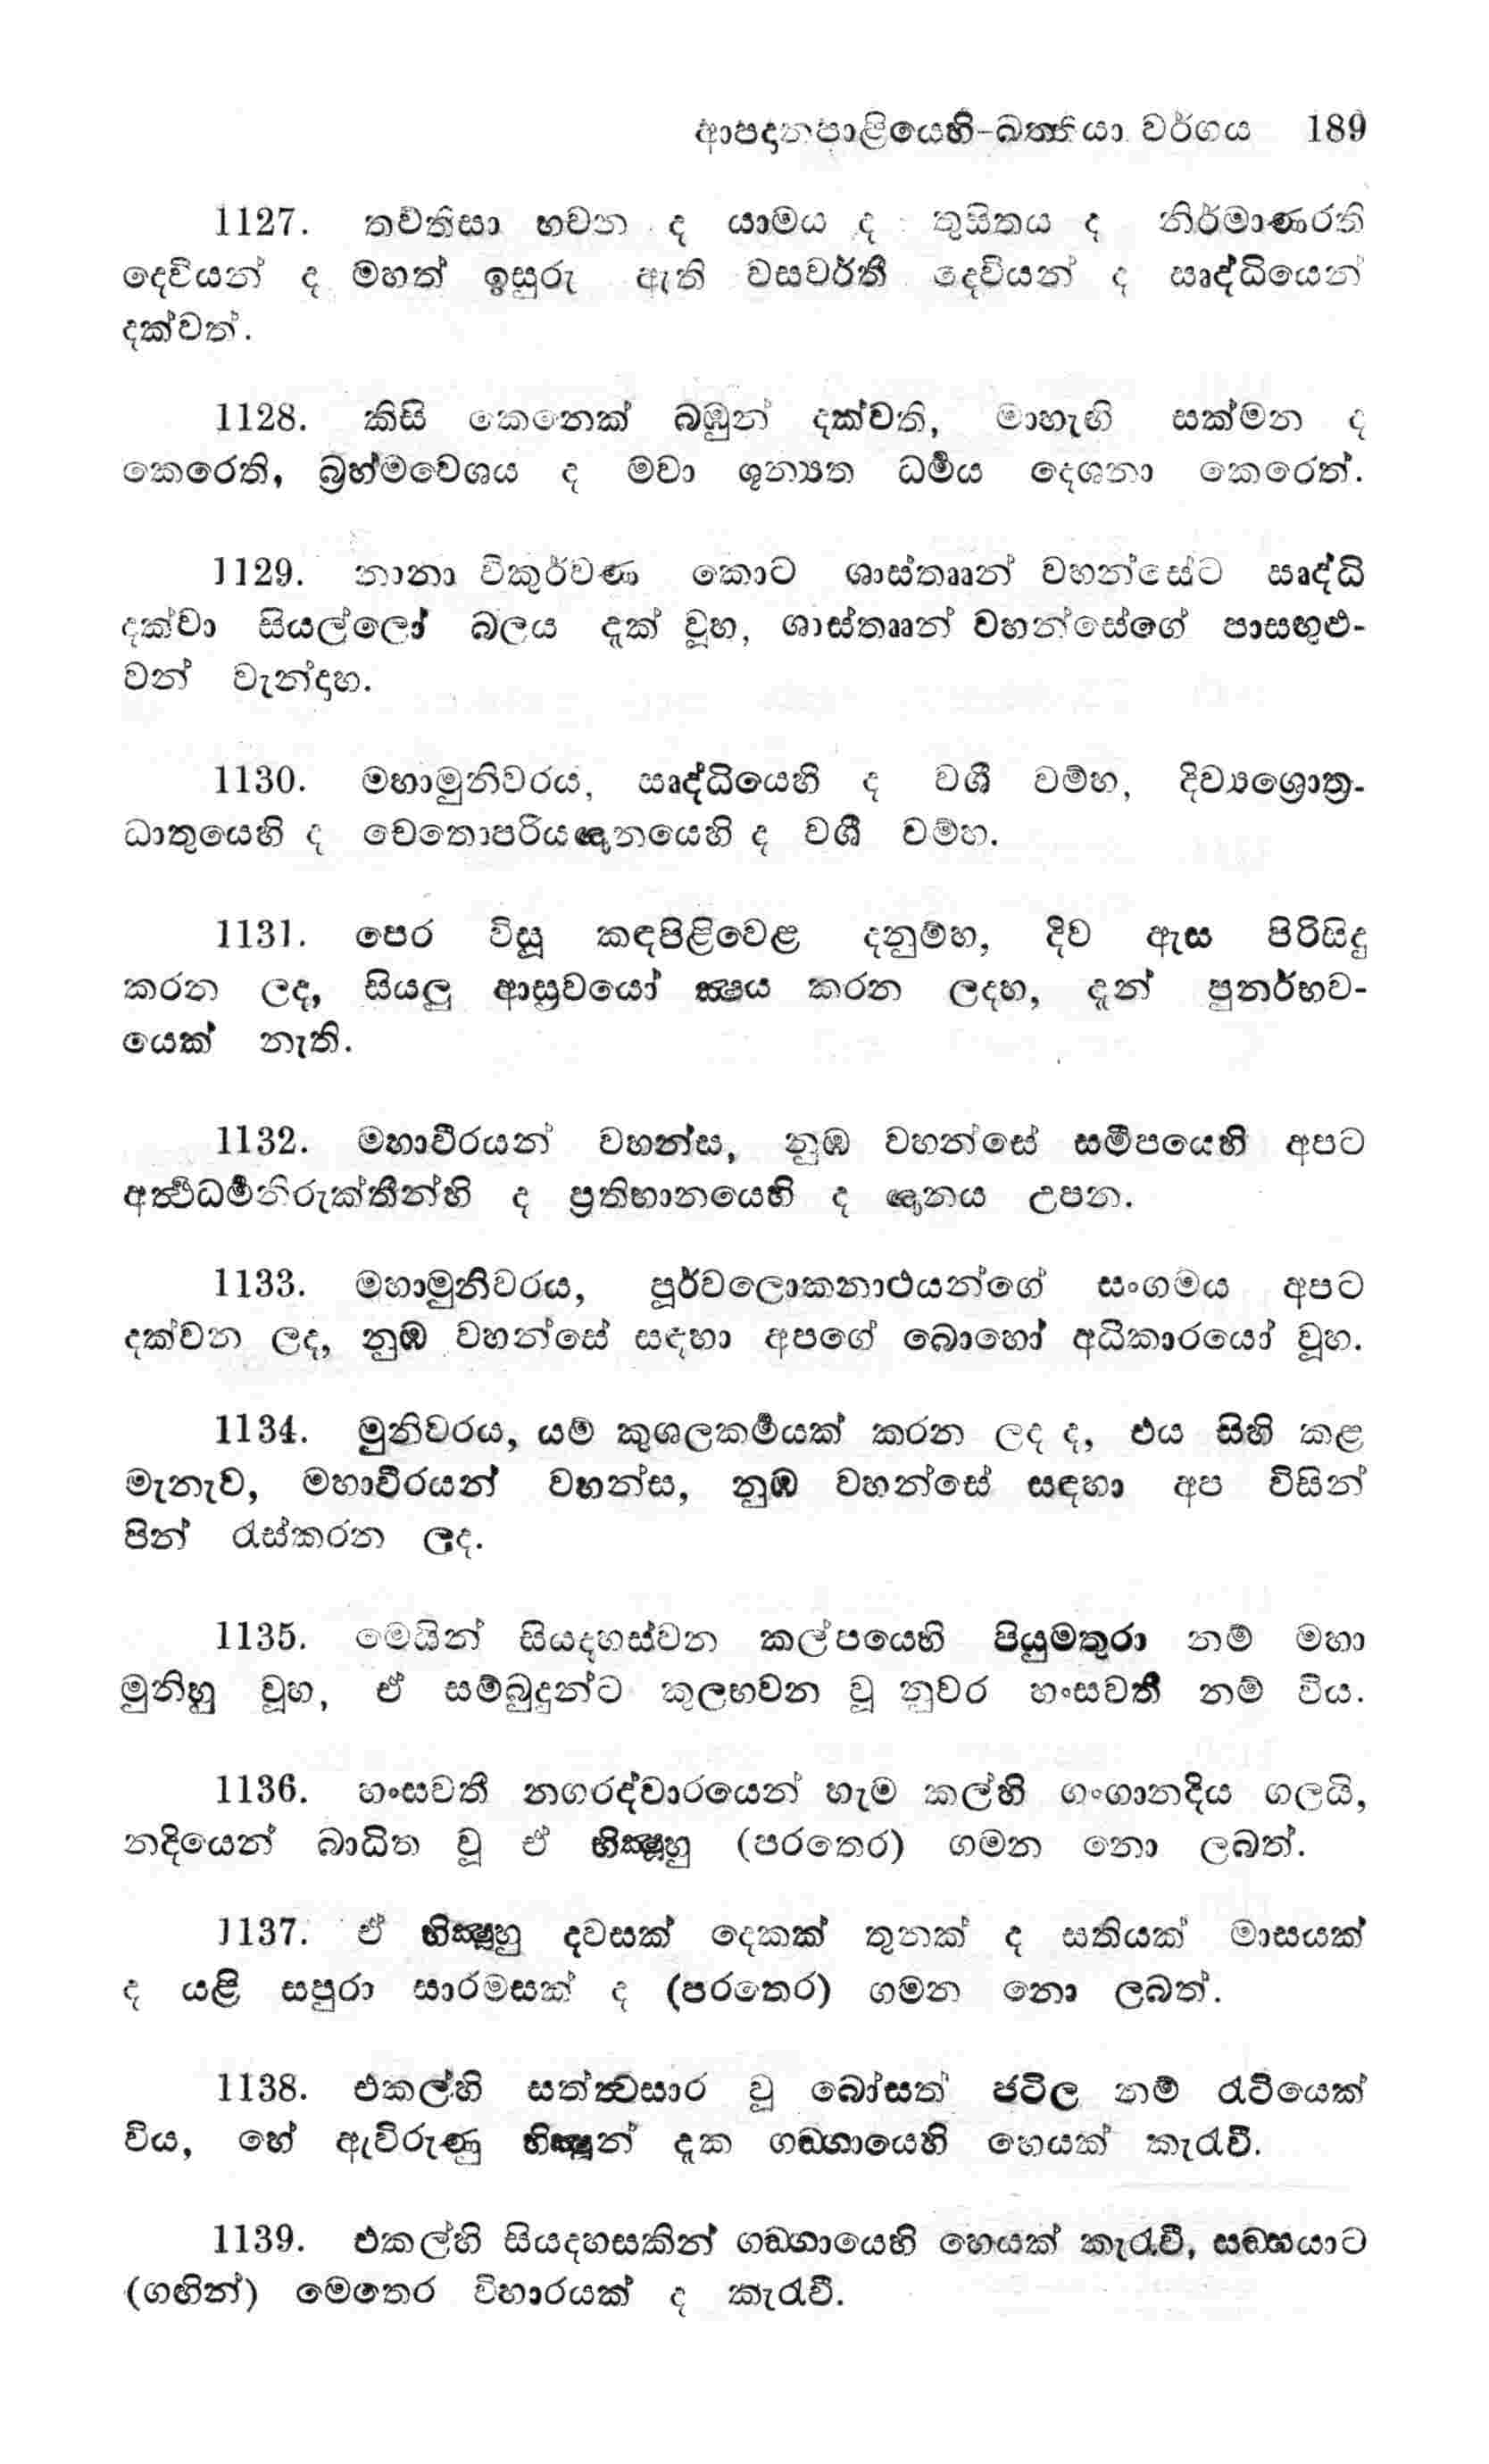 ආපදානපාළියෙහි-ඛත්තියා වර්ගය 189
1127. තව්තිසා භවන ද යාමය ද තුසිතය ද නිර්මාණරති
දෙවියන් ද මහත් ඉසුරු ඇති වසවර්තී දෙවියන් ද ඍද්ධියෙන්
දක්වත්.
1128. කිසි කෙනෙක් බඹුන් දක්වති, මාහැඟි සක්මන ද
කෙරෙති, බ්‍රහ්මවෙශය ද මවා ශූන්‍යත ධර්‍මය දෙශනා කෙරෙත්.
1129. නානා විකුර්වණ කොට ශාස්තෲන් වහන්සේට ඍද්ධි
දක්වා සියල්ලෝ බලය දැක් වූහ, ශාස්තෲන් වහන්සේගේ පාසඟුළු-
වන් වැන්දාහ.
1130. මහාමුනිවරය, ඍද්ධියෙහි ද වශී වම්හ, දිව්‍යශ්‍රොත්‍ර-
ධාතුයෙහි ද චෙතොපරියඥානයෙහි ද වශී වම්හ.
1131. පෙර විසූ කඳපිළිවෙළ දනුම්හ, දිව ඇස පිරිසිදු
කරන ලද, සියලු ආස්‍රවයෝ ක්‍ෂය කරන ලදහ, දැන් පුනර්භව-
යෙක් නැති.
1132. මහාවීරයන් වහන්ස, නුඹ වහන්සේ සමීපයෙහි අපට
අර්‍ත්‍ථධර්‍මනිරුක්තීන්හි ද ප්‍රතිභානයෙහි ද ඥානය උපන.
1133. මහාමුනිවරය, පූර්වලොකනාථයන්ගේ සංගමය අපට
දක්වන ලද, නුඹ වහන්සේ සඳහා අපගේ බොහෝ අධිකාරයෝ වූහ.
1134. මුනිවරය, යම් කුශලකර්‍මයක් කරන ලද ද, එය සිහි කළ
මැනැව, මහාවීරයන් වහන්ස, නුඹ වහන්සේ සඳහා අප විසින්
පින් රැස්කරන ලද.
1135. මෙයින් සියදහස්වන කල්පයෙහි පියුමතුරා නම් මහා
මුනිහු වූහ, ඒ සම්බුදුන්ට කුලභවන වූ නුවර හංසවතී නම් විය.
1136. හංසවතී නගරද්වාරයෙන් හැම කල්හි ගංගානදිය ගලයි,
නදියෙන් බාධිත වූ ඒ භික්‍ෂූහු (පරතෙර) ගමන නො ලබත්.
1137. ඒ භික්‍ෂූහු දවසක් දෙකක් තුනක් ද සතියක් මාසයක්
ද යළි සපුරා සාරමසක් ද (පරතෙර) ගමන නො ලබත්.
1138. එකල්හි සත්ත්වසාර වූ බෝසත් ජටිල නම් රැටියෙක්
විය, හේ ඇවිරුණු භික්‍ෂූන් දැක ගඞ්ගායෙහි හෙයක් කැරැවී.
1139. එකල්හි සියදහසකින් ගඞ්ගායෙහි හෙයක් කැරැවී, සඞ්ඝයාට
(ගඟින්) මෙතෙර විහාරයක් ද කැරැවී.